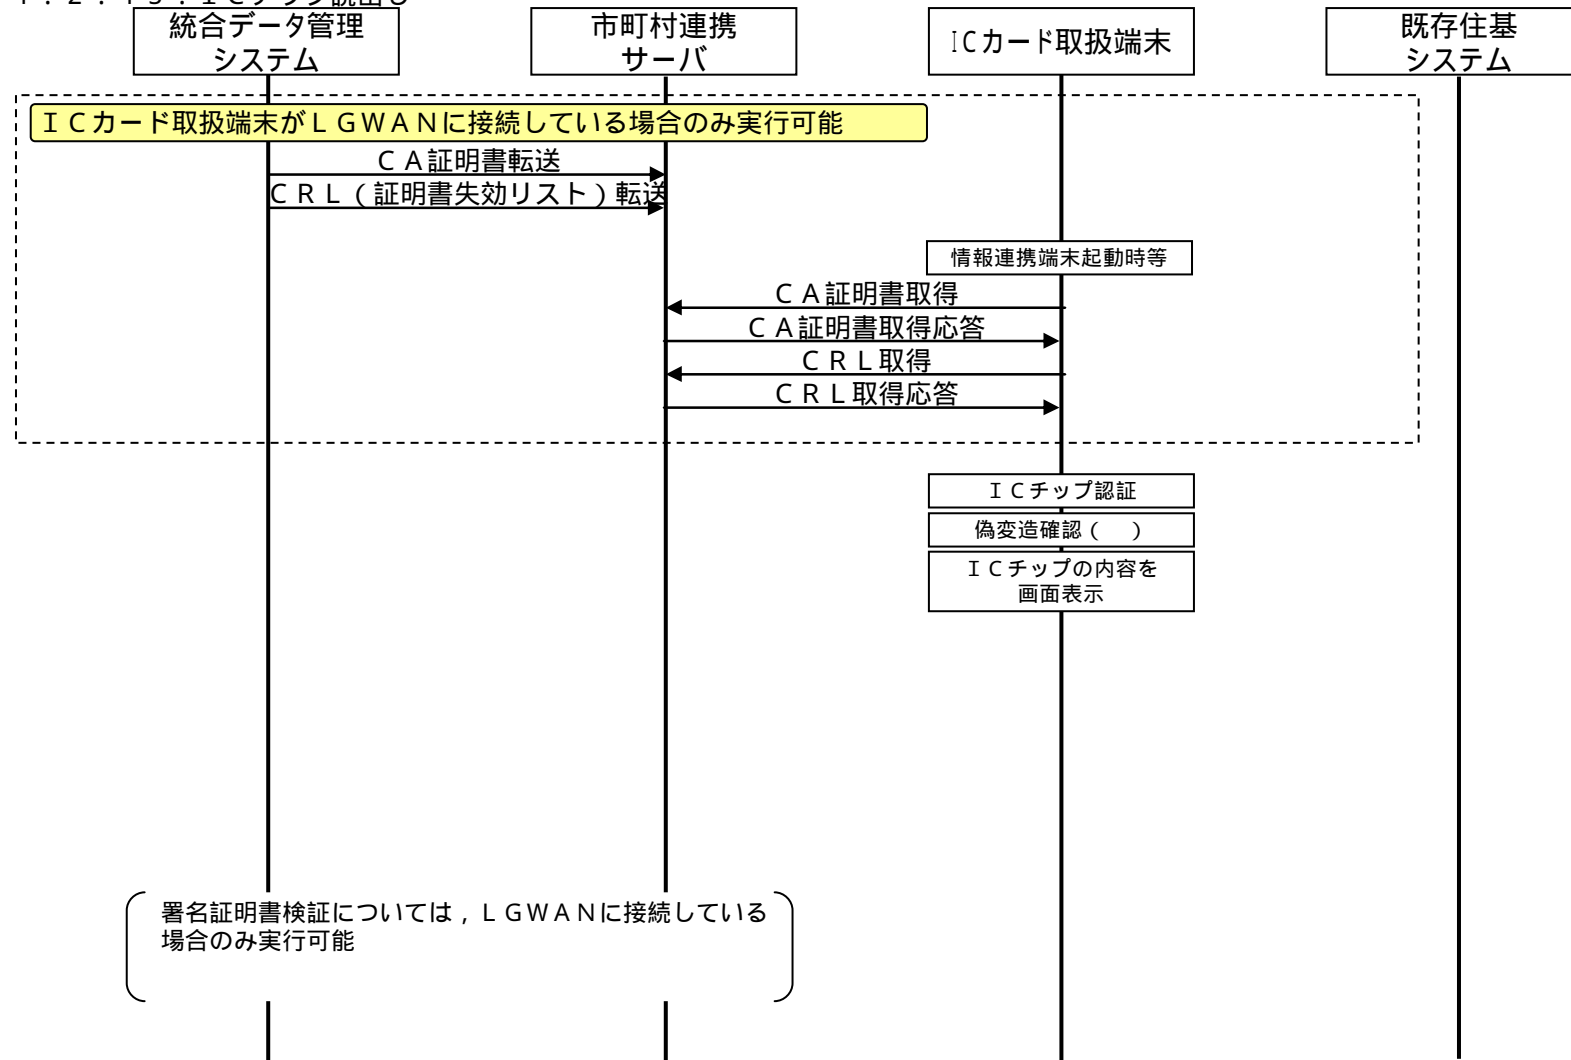 統合データ管理
システム
市町村連携
サーバ
ICカード取扱端末
既存住基
システム
ＩＣカード取扱端末がＬＧＷＡＮに接続している場合のみ実行可能
ＣＡ証明書転送
ＣＲＬ（証明書失効リスト）転送
情報連携端末起動時等
ＣＡ証明書取得
ＣＡ証明書取得応答
ＣＲＬ取得
ＣＲＬ取得応答
ＩＣチップ認証
偽変造確認（　）
ＩＣチップの内容を
画面表示
署名証明書検証については，ＬＧＷＡＮに接続している
場合のみ実行可能